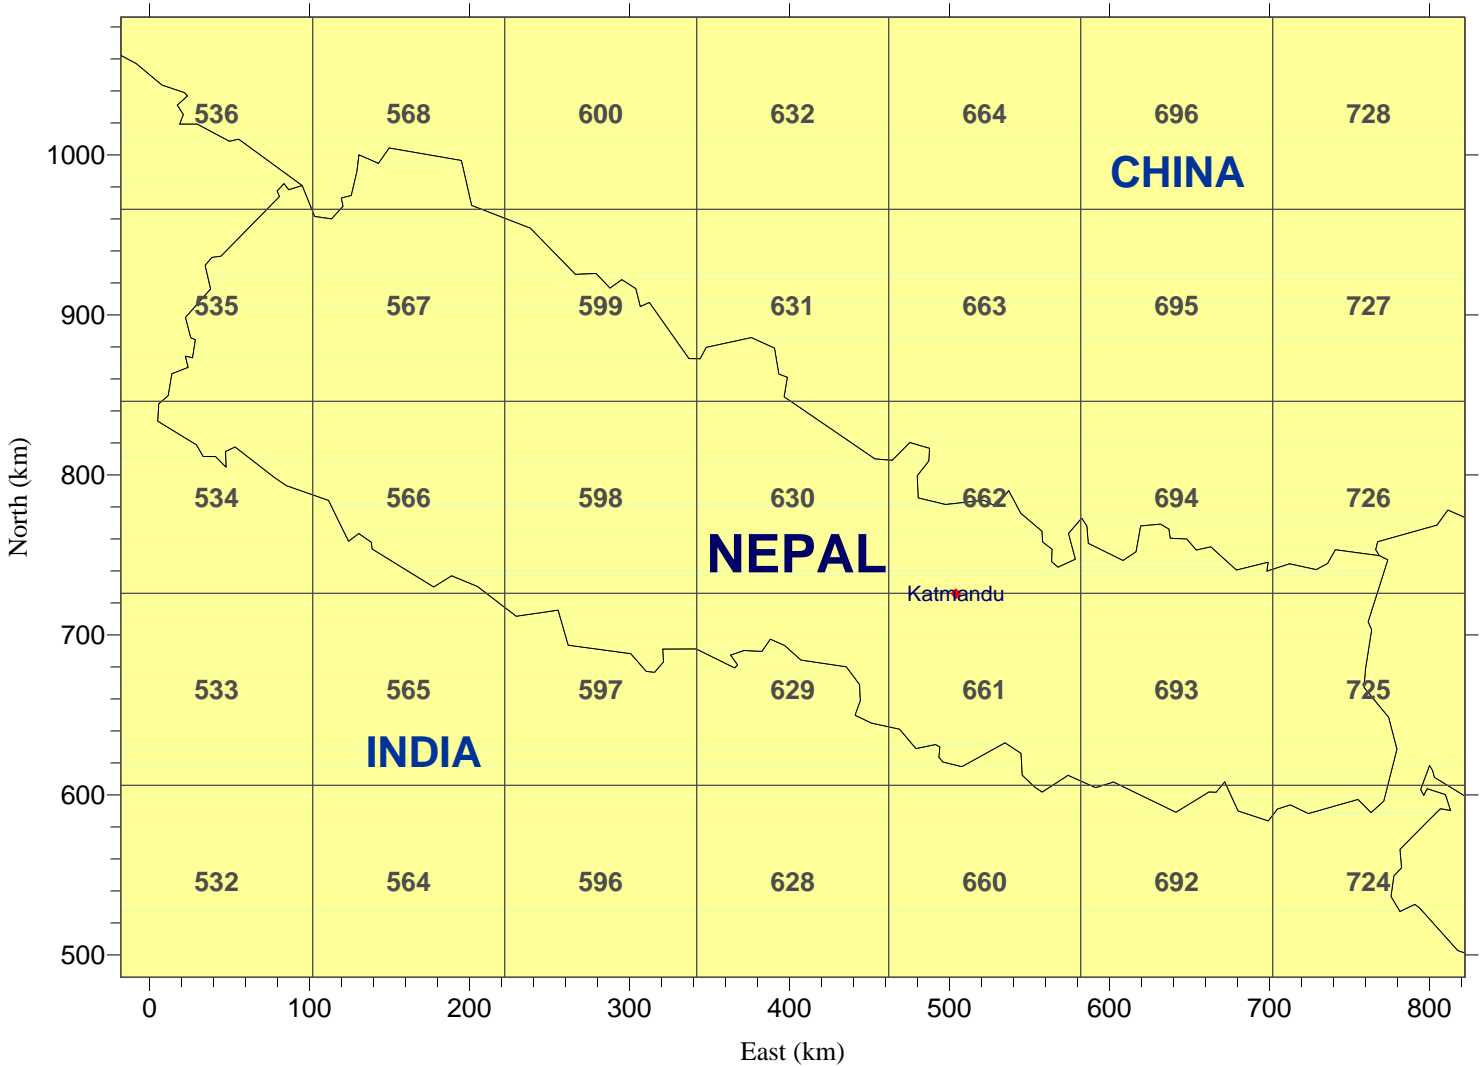 536 568 600 632 664 696 728
1000
CHINA
535 567 599 631 663 695 727
900
800
534 566 598 630 662 694 726
North (km)
NEPAL
Katmandu
700
533 565 597 629 661 693 725
INDIA
600
532 564 596 628 660 692 724
500
0 100 200 300 400 500 600 700 800
East (km)